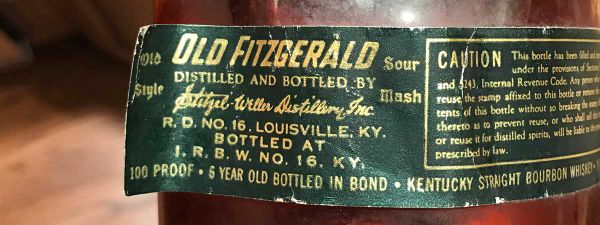 Old Style
OLD FITZGERALD
Sour Mash
DISTILLED AND BOTTLED BY
Stitzel-Weller Distillery, Inc.
R. D. NO. 16, LOUISVILLE, KY.
BOTTLED AT
I. R. B. W. NO. 16, KY.
100 PROOF • 6 YEAR OLD BOTTLED IN BOND • KENTUCKY STRAIGHT BOURBON WHISKEY •
CAUTION This bottle has been filled and
under the provisions of Sections
and 5243, Internal Revenue Code. Any person who
reuse the stamp affixed to this bottle or remove the
tents of this bottle without so breaking the stamp
thereto as to prevent reuse, or who shall
or reuse it for distilled spirits, will be liable to the
prescribed by law.